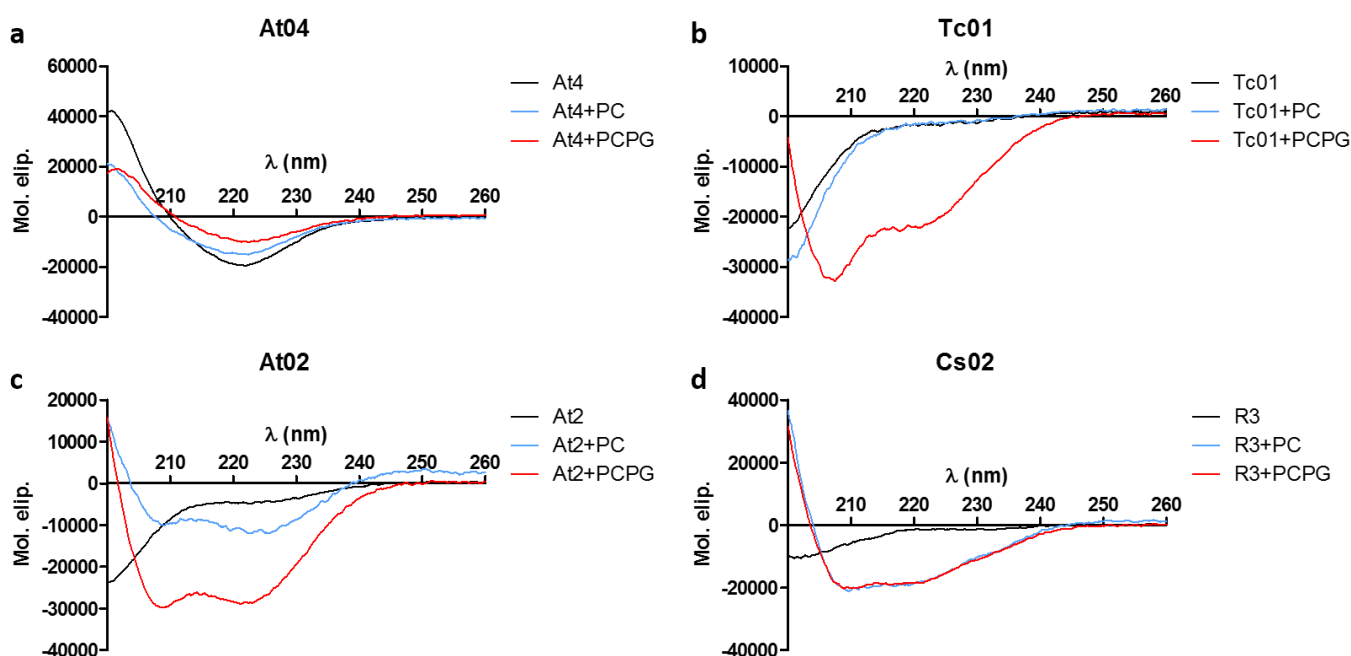 a
At04
60000
40000
20000
0
-20000
-40000
Mol. elip.
λ (nm)
210 220 230 240 250 260
At4
At4+PC
At4+PCPG
b
Tc01
10000
0
-10000
-20000
-30000
-40000
Mol. elip.
λ (nm)
210 220 230 240 250 260
Tc01
Tc01+PC
Tc01+PCPG
c
At02
20000
10000
0
-10000
-20000
-30000
-40000
Mol. elip.
λ (nm)
210 220 230 240 250 260
At2
At2+PC
At2+PCPG
d
Cs02
40000
20000
0
-20000
-40000
Mol. elip.
λ (nm)
210 220 230 240 250 260
R3
R3+PC
R3+PCPG